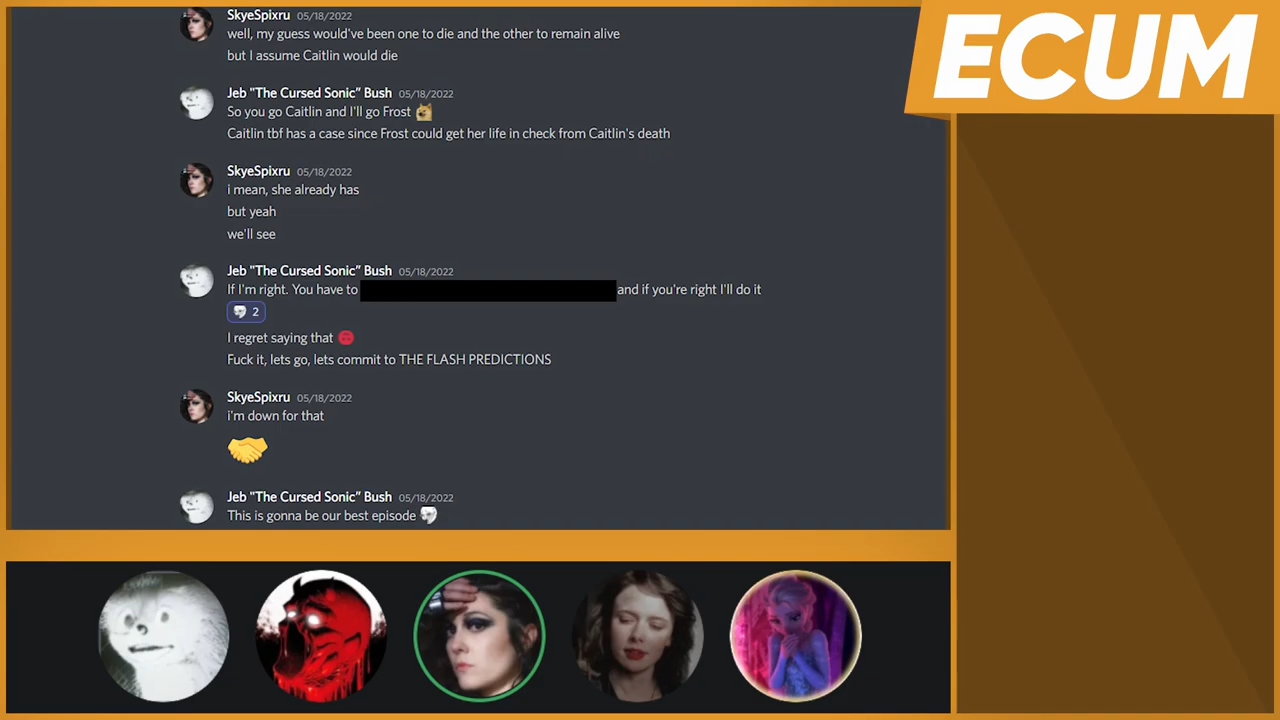 ECUM
SkyeSpixru 05/18/2022
well, my guess would've been one to die and the other to remain alive
but I assume Caitlin would die
Jeb "The Cursed Sonic" Bush 05/18/2022
So you go Caitlin and I'll go Frost
Caitlin tbf has a case since Frost could get her life in check from Caitlin's death
SkyeSpixru 05/18/2022
i mean, she already has
but yeah
we'll see
Jeb "The Cursed Sonic" Bush 05/18/2022
If I'm right. You have to and if you're right I'll do it
2
I regret saying that
Fuck it, lets go, lets commit to THE FLASH PREDICTIONS
SkyeSpixru 05/18/2022
i'm down for that
Jeb "The Cursed Sonic" Bush 05/18/2022
This is gonna be our best episode